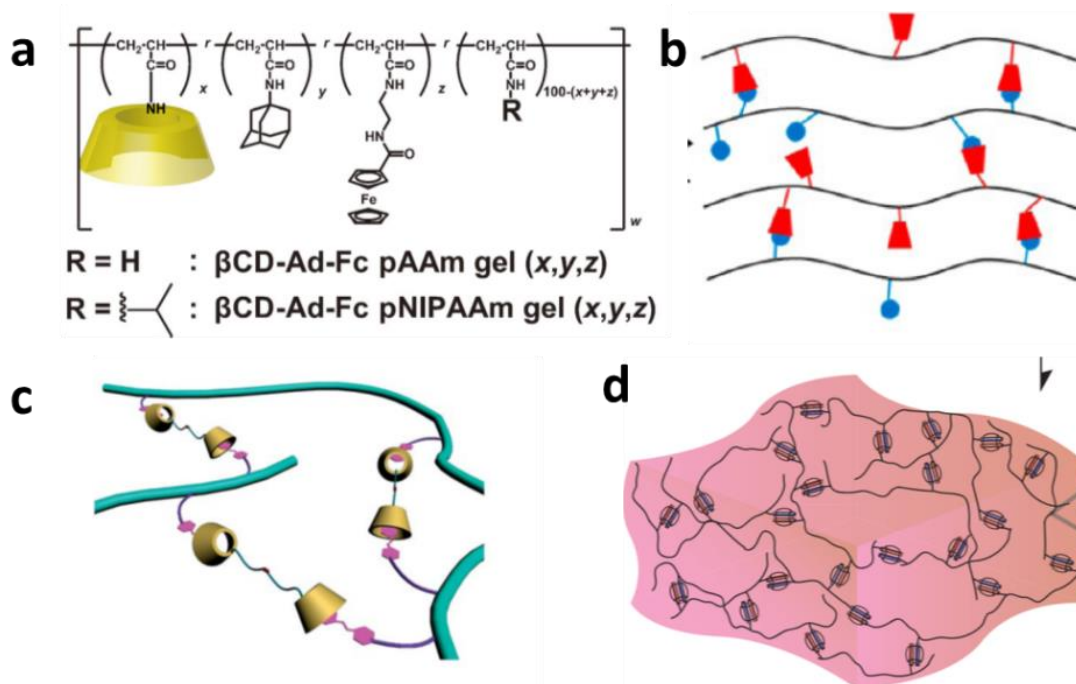 a
b
( CH₂-CH )x r ( CH₂-CH )y r ( CH₂-CH )z r ( CH₂-CH )100-(x+y+z)
C=O C=O C=O C=O
NH NH NH NH
R
NH
C=O
Fe
w
R = H : βCD-Ad-Fc pAAm gel (x,y,z)
R = : βCD-Ad-Fc pNIPAAm gel (x,y,z)
c
d